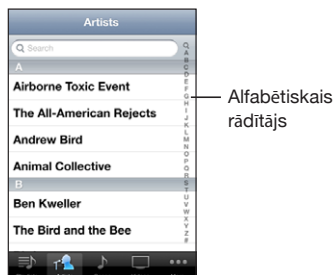 Artists
Search
A
Airborne Toxic Event
The All-American Rejects
Andrew Bird
Animal Collective
B
Ben Kweller
The Bird and the Bee
A
B
C
D
E
F
G
H
I
J
K
L
M
N
O
P
Q
R
S
T
U
V
W
X
Y
Z
#
Alfabētiskais
rādītājs